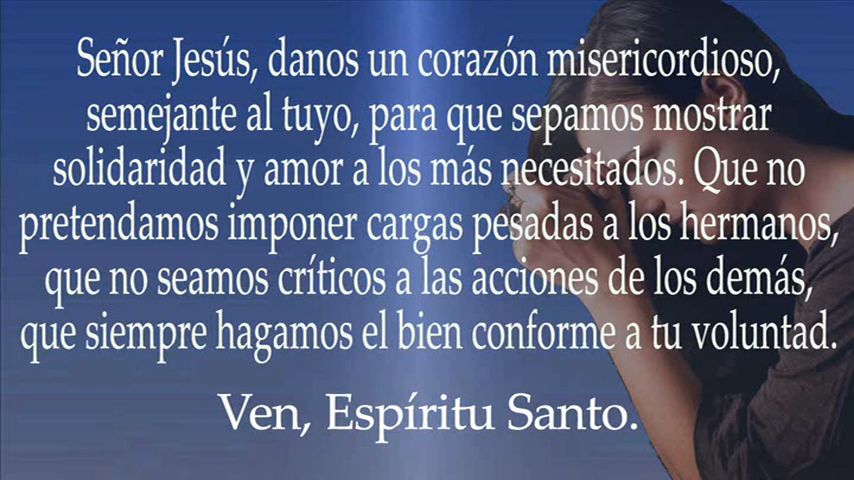 Señor Jesús, danos un corazón misericordioso,
semejante al tuyo, para que sepamos mostrar
solidaridad y amor a los más necesitados. Que no
pretendamos imponer cargas pesadas a los hermanos,
que no seamos críticos a las acciones de los demás,
que siempre hagamos el bien conforme a tu voluntad.
Ven, Espíritu Santo.